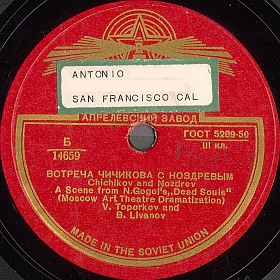 ANTONIO
SAN FRANCISCO CAL
АПРЕЛЕВСКИЙ ЗАВОД
ГОСТ 5289-50
III кл.
Б
14659
ВСТРЕЧА ЧИЧИКОВА С НОЗДРЕВЫМ
Chichikov and Nozdrev
A Scene from N.Gogol's „Dead Souls“
(Moscow Art Theatre Dramatization)
V. Toporkov and
B. Livanov
MADE IN THE SOVIET UNION